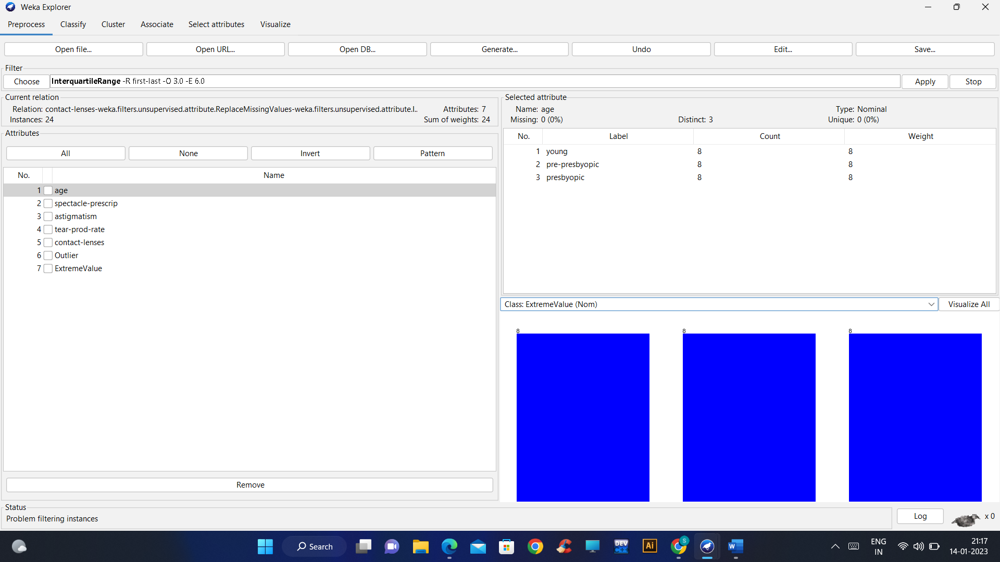 Weka Explorer
Preprocess Classify Cluster Associate Select attributes Visualize
Open file... Open URL... Open DB... Generate... Undo Edit... Save...
Filter
Choose InterquartileRange -R first-last -O 3.0 -E 6.0 Apply Stop
Current relation
Relation: contact-lenses-weka.filters.unsupervised.attribute.ReplaceMissingValues-weka.filters.unsupervised.attribute.I.. Attributes: 7
Instances: 24 Sum of weights: 24
Attributes
All None Invert Pattern
No. Name
1 age
2 spectacle-prescrip
3 astigmatism
4 tear-prod-rate
5 contact-lenses
6 Outlier
7 ExtremeValue
Remove
Selected attribute
Name: age Type: Nominal
Missing: 0 (0%) Distinct: 3 Unique: 0 (0%)
No. Label Count Weight
1 young 8 8
2 pre-presbyopic 8 8
3 presbyopic 8 8
Class: ExtremeValue (Nom) Visualize All
8 8 8
Status
Problem filtering instances
Log x 0
Search
DEV C++
Ai
S
W
ENG
IN
21:17
14-01-2023